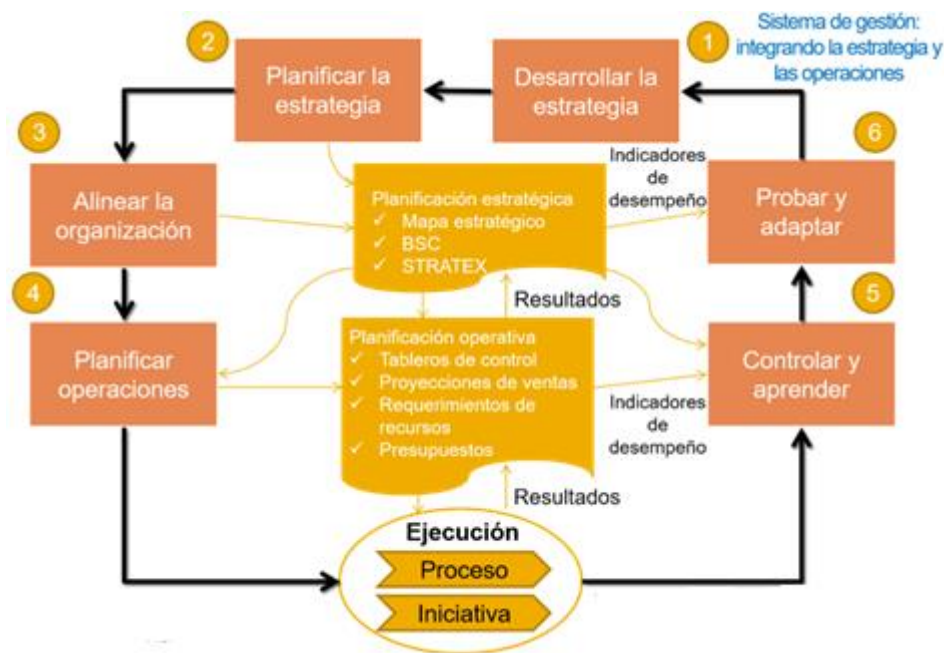 Sistema de gestión:
integrando la estrategia y
las operaciones
1
Desarrollar la
estrategia
2
Planificar la
estrategia
3
Alinear la
organización
4
Planificar
operaciones
Planificación estratégica
✓ Mapa estratégico
✓ BSC
✓ STRATEX
Indicadores
de
desempeño
Resultados
Planificación operativa
✓ Tableros de control
✓ Proyecciones de ventas
✓ Requerimientos de
recursos
✓ Presupuestos
Indicadores
de
desempeño
Resultados
Ejecución
Proceso
Iniciativa
5
Controlar y
aprender
6
Probar y
adaptar